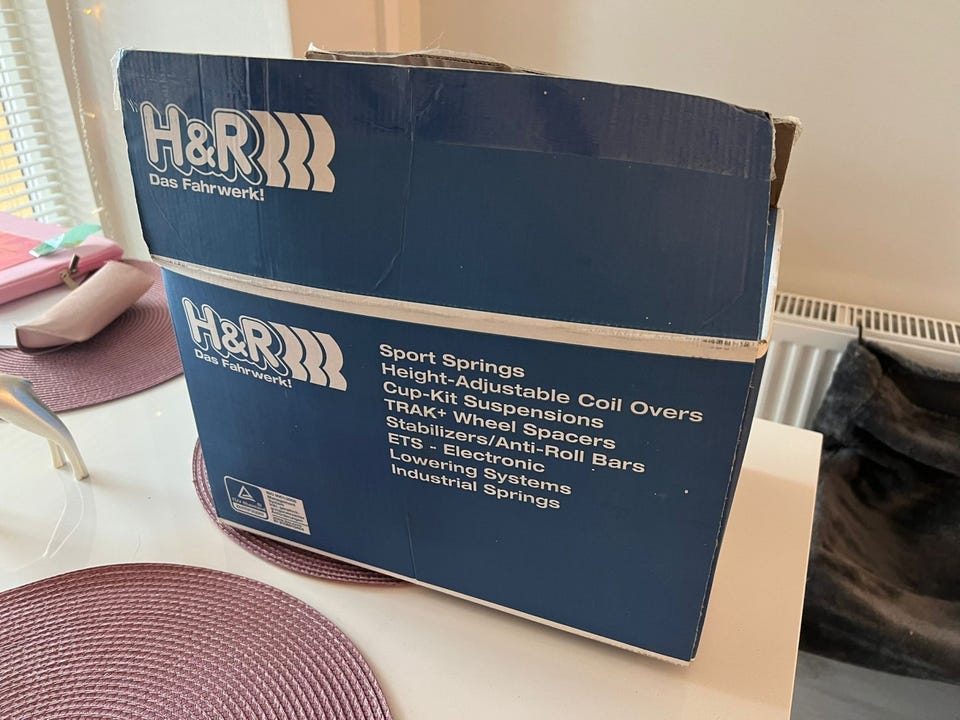 H&R
Das Fahrwerk!
H&R
Das Fahrwerk!
Sport Springs
Height-Adjustable Coil Overs
Cup-Kit Suspensions
TRAK+ Wheel Spacers
Stabilizers/Anti-Roll Bars
ETS - Electronic
Lowering Systems
Industrial Springs